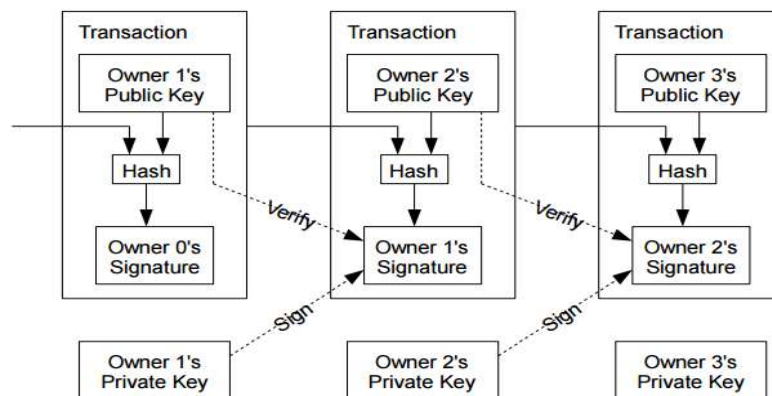 Transaction
Owner 1's
Public Key
Hash
Owner 0's
Signature
Transaction
Owner 2's
Public Key
Hash
Verify
Owner 1's
Signature
Sign
Transaction
Owner 3's
Public Key
Hash
Verify
Owner 2's
Signature
Sign
Owner 1's
Private Key
Owner 2's
Private Key
Owner 3's
Private Key